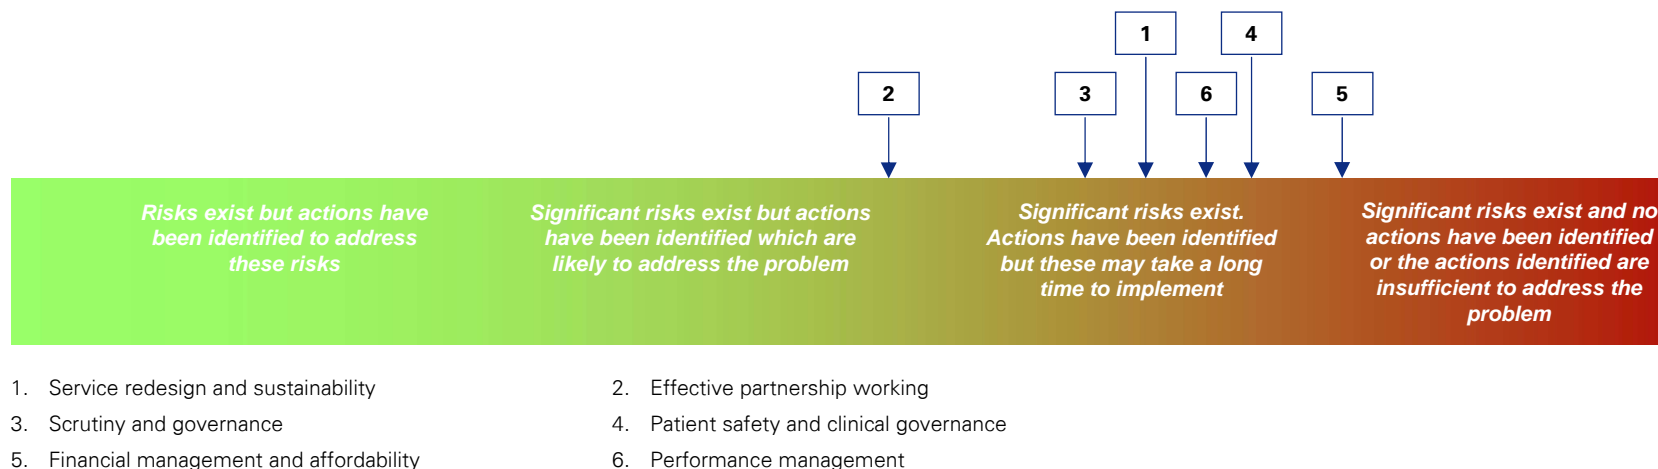 1
4
2
3
6
5
Risks exist but actions have
been identified to address
these risks
Significant risks exist but actions
have been identified which are
likely to address the problem
Significant risks exist.
Actions have been identified
but these may take a long
time to implement
Significant risks exist and no
actions have been identified
or the actions identified are
insufficient to address the
problem
1. Service redesign and sustainability
2. Effective partnership working
3. Scrutiny and governance
4. Patient safety and clinical governance
5. Financial management and affordability
6. Performance management